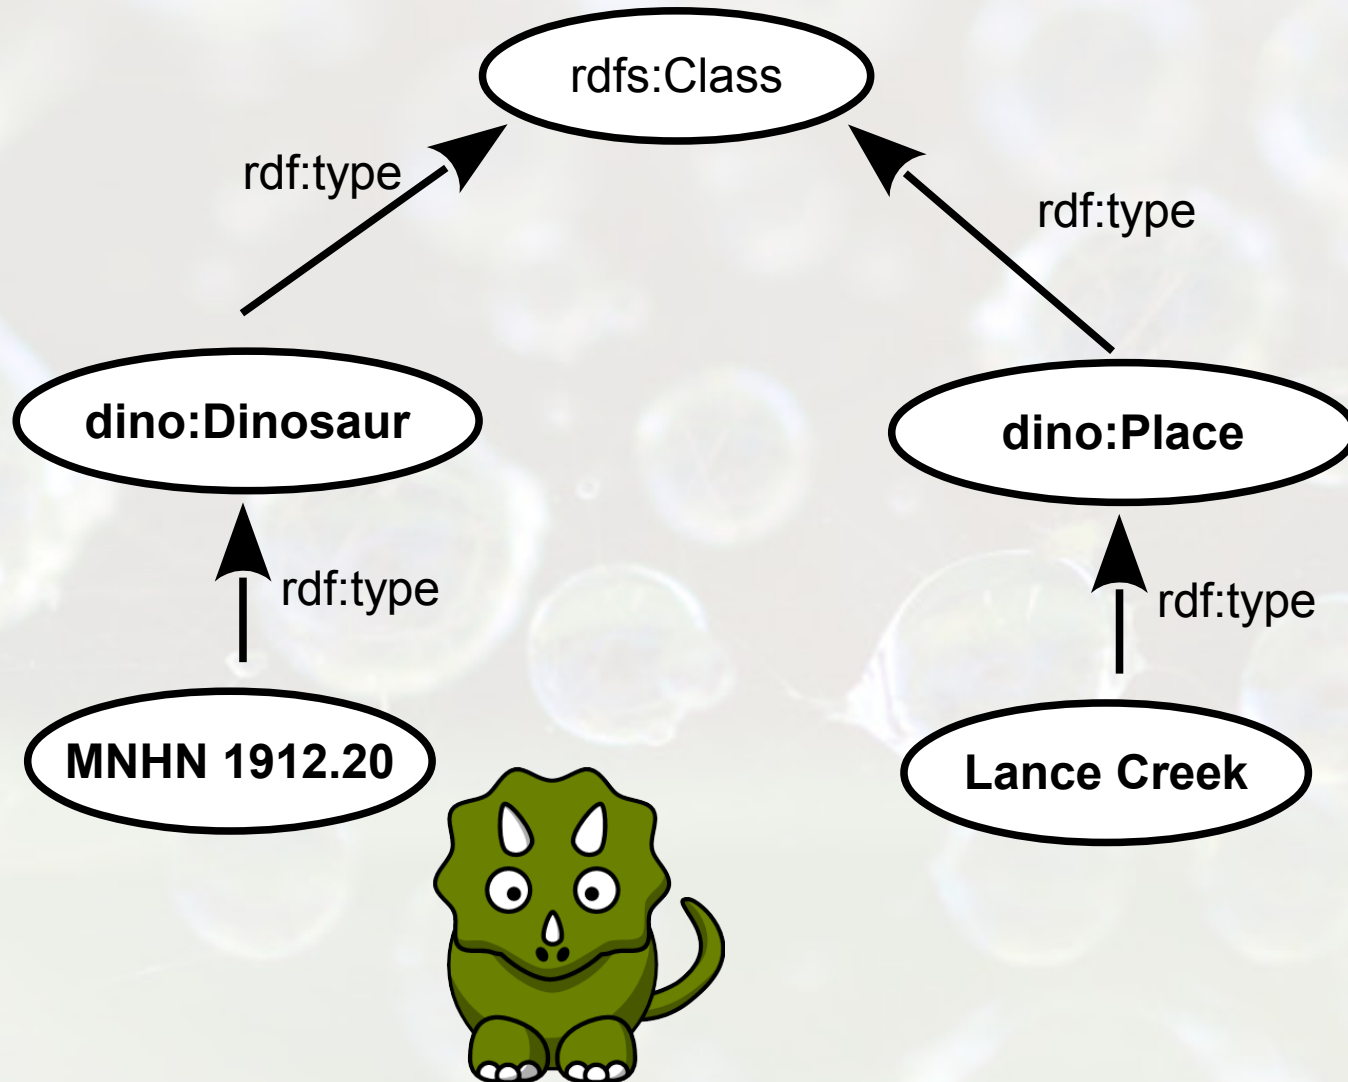 rdfs:Class
rdf:type
rdf:type
dino:Dinosaur
dino:Place
rdf:type
rdf:type
MNHN 1912.20
Lance Creek